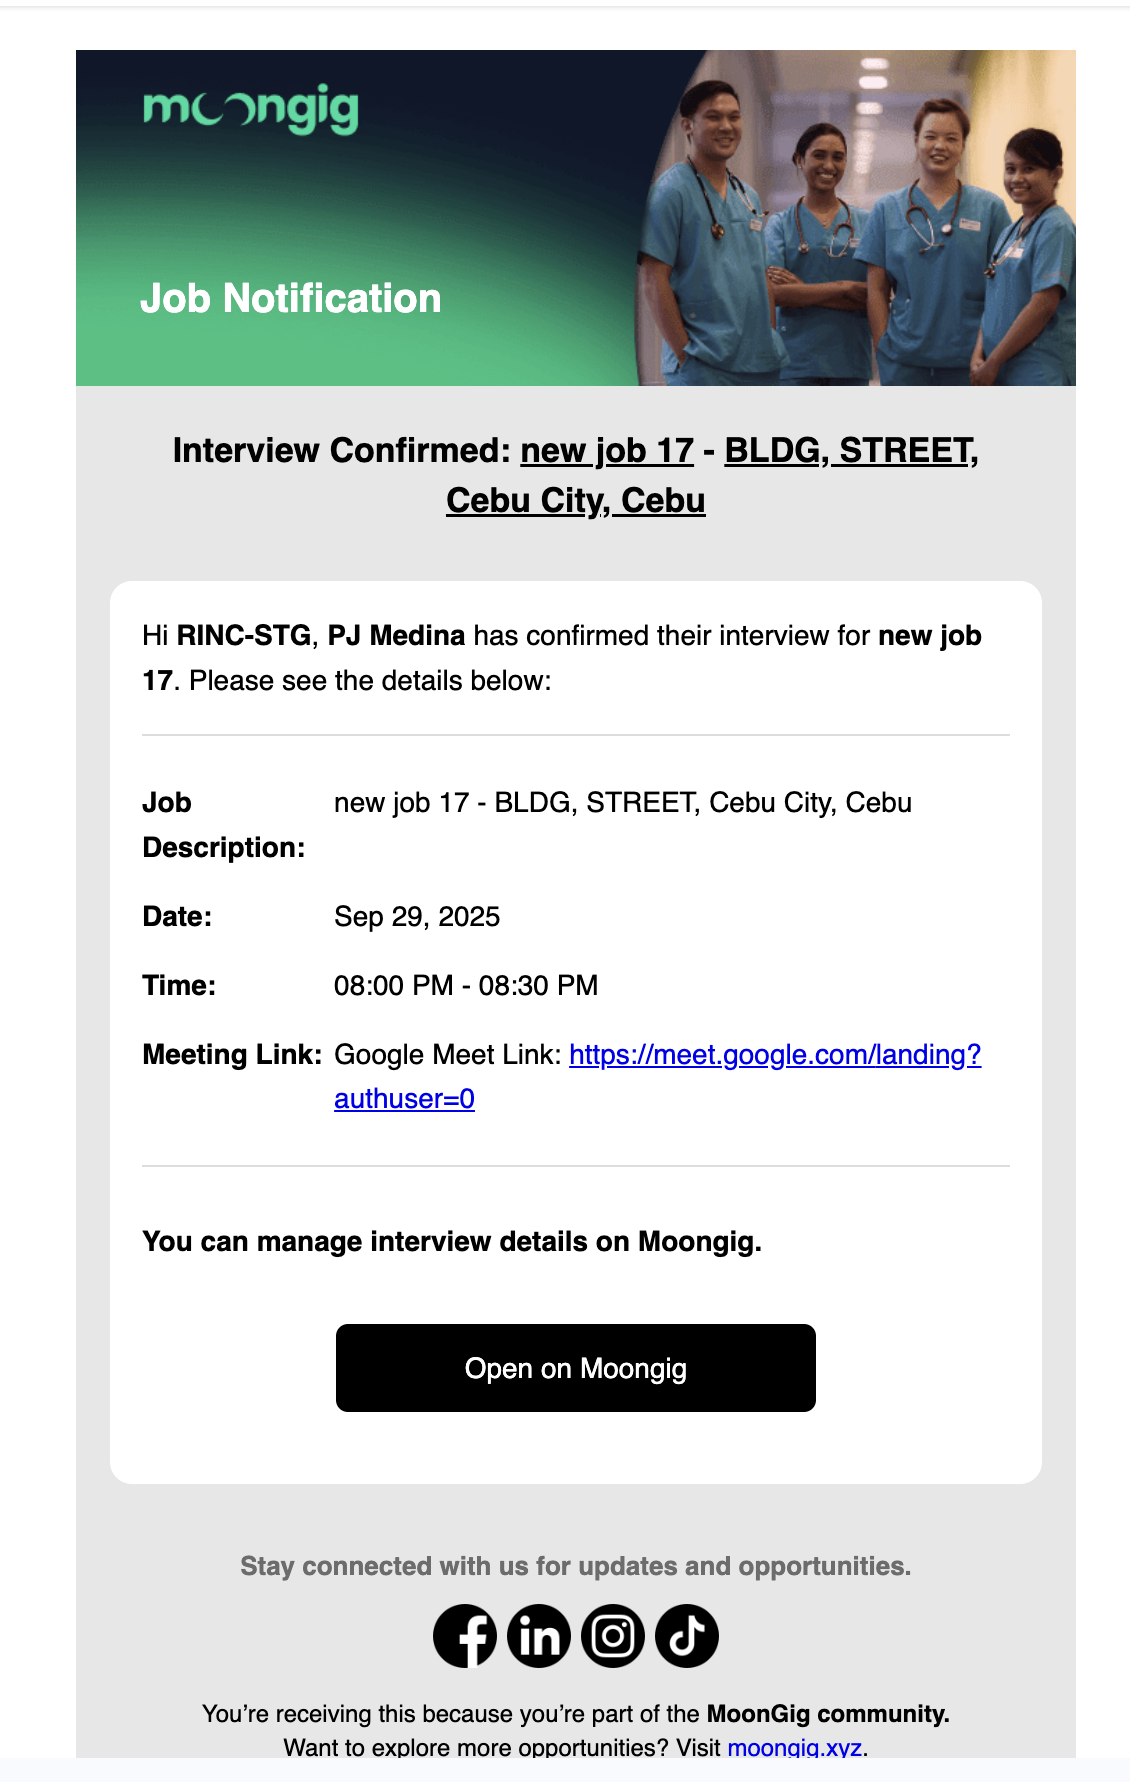 moongig
Job Notification
Interview Confirmed: new job 17 - BLDG, STREET,
Cebu City, Cebu
Hi RINC-STG, PJ Medina has confirmed their interview for new job
17. Please see the details below:
Job new job 17 - BLDG, STREET, Cebu City, Cebu
Description:
Date: Sep 29, 2025
Time: 08:00 PM - 08:30 PM
Meeting Link: Google Meet Link: https://meet.google.com/landing?
authuser=0
You can manage interview details on Moongig.
Open on Moongig
Stay connected with us for updates and opportunities.
You’re receiving this because you’re part of the MoonGig community.
Want to explore more opportunities? Visit moongig.xyz.